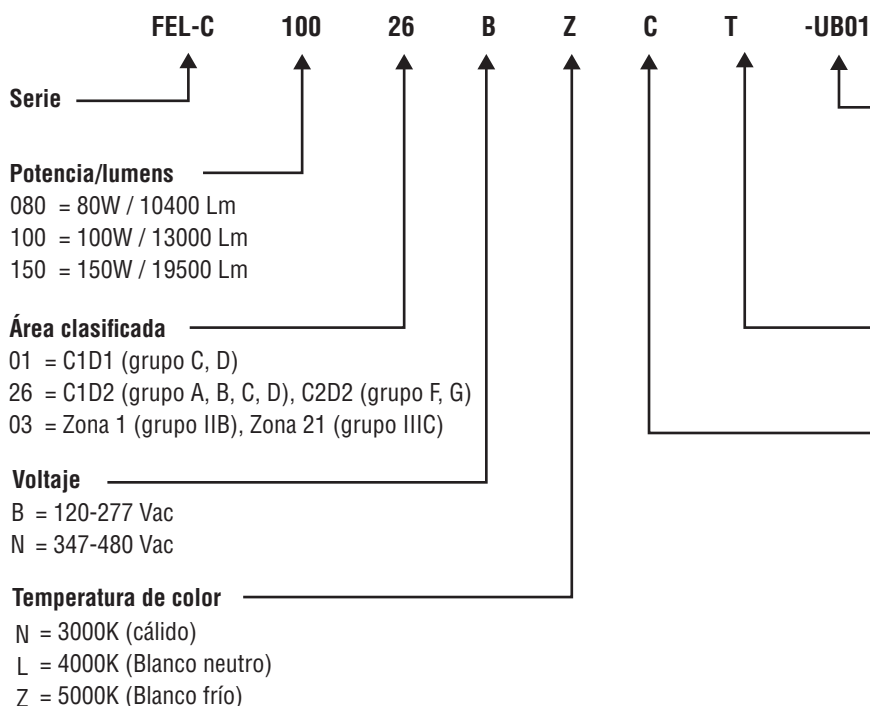 FEL-C 100 26 B Z C T -UB01
Serie
Potencia/lumens
080 = 80W / 10400 Lm
100 = 100W / 13000 Lm
150 = 150W / 19500 Lm
Área clasificada
01 = C1D1 (grupo C, D)
26 = C1D2 (grupo A, B, C, D), C2D2 (grupo F, G)
03 = Zona 1 (grupo IIB), Zona 21 (grupo IIIC)
Voltaje
B = 120-277 Vac
N = 347-480 Vac
Temperatura de color
N = 3000K (cálido)
L = 4000K (Blanco neutro)
Z = 5000K (Blanco frío)